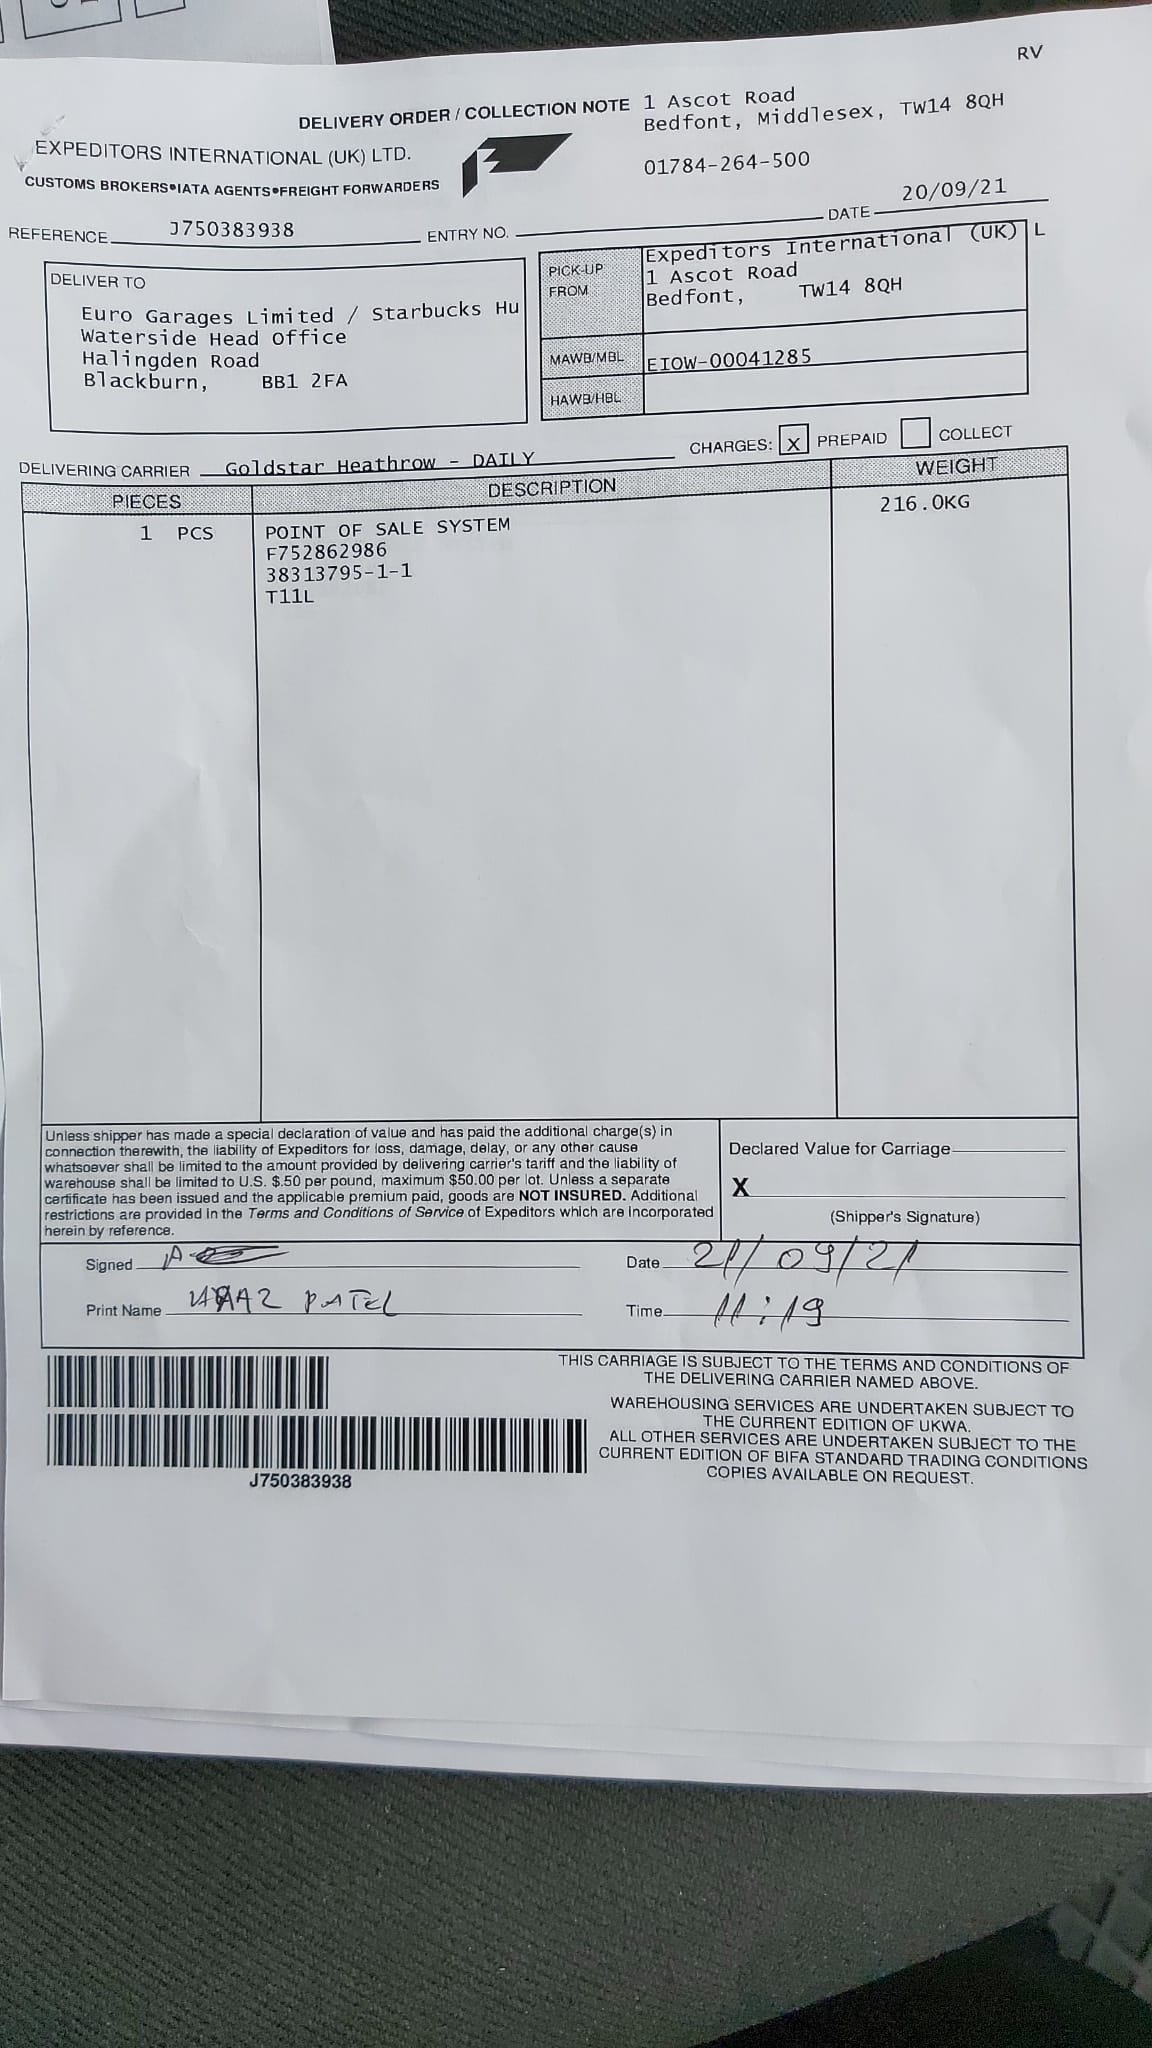 RV
DELIVERY ORDER / COLLECTION NOTE 1 Ascot Road
Bedfont, Middlesex, TW14 8QH
EXPEDITORS INTERNATIONAL (UK) LTD.
01784-264-500
CUSTOMS BROKERS•IATA AGENTS•FREIGHT FORWARDERS
DATE 20/09/21
REFERENCE J750383938 ENTRY NO.
DELIVER TO
Euro Garages Limited / Starbucks Hu
Waterside Head Office
Halingden Road
Blackburn, BB1 2FA
PICK-UP FROM
Expeditors International (UK) L
1 Ascot Road
Bedfont, TW14 8QH
MAWB/MBL EIOW-00041285
HAWB/HBL
CHARGES: X PREPAID COLLECT
DELIVERING CARRIER Goldstar Heathrow - DAILY
PIECES DESCRIPTION WEIGHT
1 PCS POINT OF SALE SYSTEM 216.0KG
F752862986
38313795-1-1
T11L
Unless shipper has made a special declaration of value and has paid the additional charge(s) in
connection therewith, the liability of Expeditors for loss, damage, delay, or any other cause
whatsoever shall be limited to the amount provided by delivering carrier's tariff and the liability of
warehouse shall be limited to U.S. $.50 per pound, maximum $50.00 per lot. Unless a separate
certificate has been issued and the applicable premium paid, goods are NOT INSURED. Additional
restrictions are provided in the Terms and Conditions of Service of Expeditors which are incorporated
herein by reference.
Declared Value for Carriage
X
(Shipper's Signature)
Signed
Date 21/09/21
Print Name PATEL
Time 11:19
THIS CARRIAGE IS SUBJECT TO THE TERMS AND CONDITIONS OF
THE DELIVERING CARRIER NAMED ABOVE.
WAREHOUSING SERVICES ARE UNDERTAKEN SUBJECT TO
THE CURRENT EDITION OF UKWA.
ALL OTHER SERVICES ARE UNDERTAKEN SUBJECT TO THE
CURRENT EDITION OF BIFA STANDARD TRADING CONDITIONS
COPIES AVAILABLE ON REQUEST.
J750383938